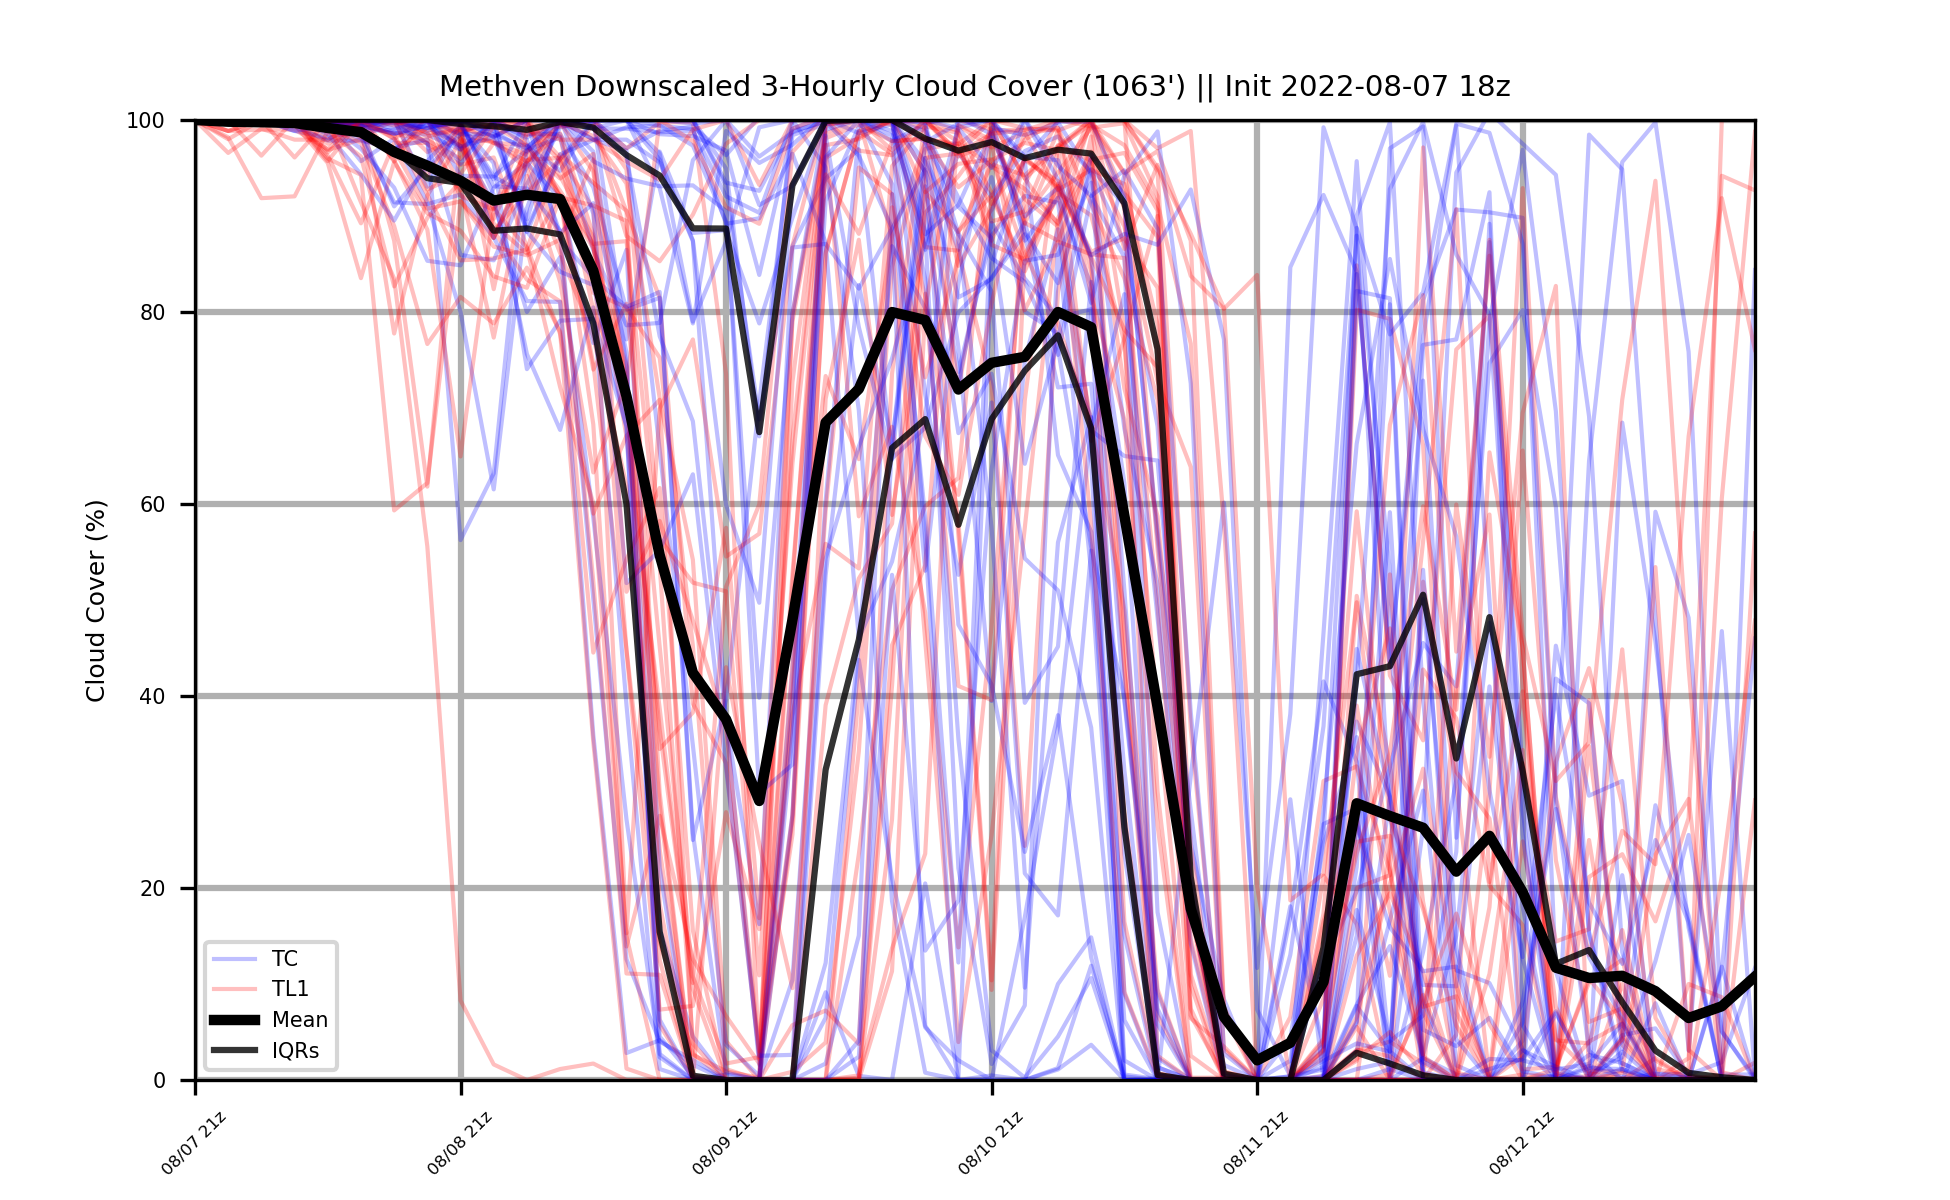 Methven Downscaled 3-Hourly Cloud Cover (1063') || Init 2022-08-07 18z
Cloud Cover (%)
100
80
60
40
20
0
TC
TL1
Mean
IQRs
08/07 21z
08/08 21z
08/09 21z
08/10 21z
08/11 21z
08/12 21z